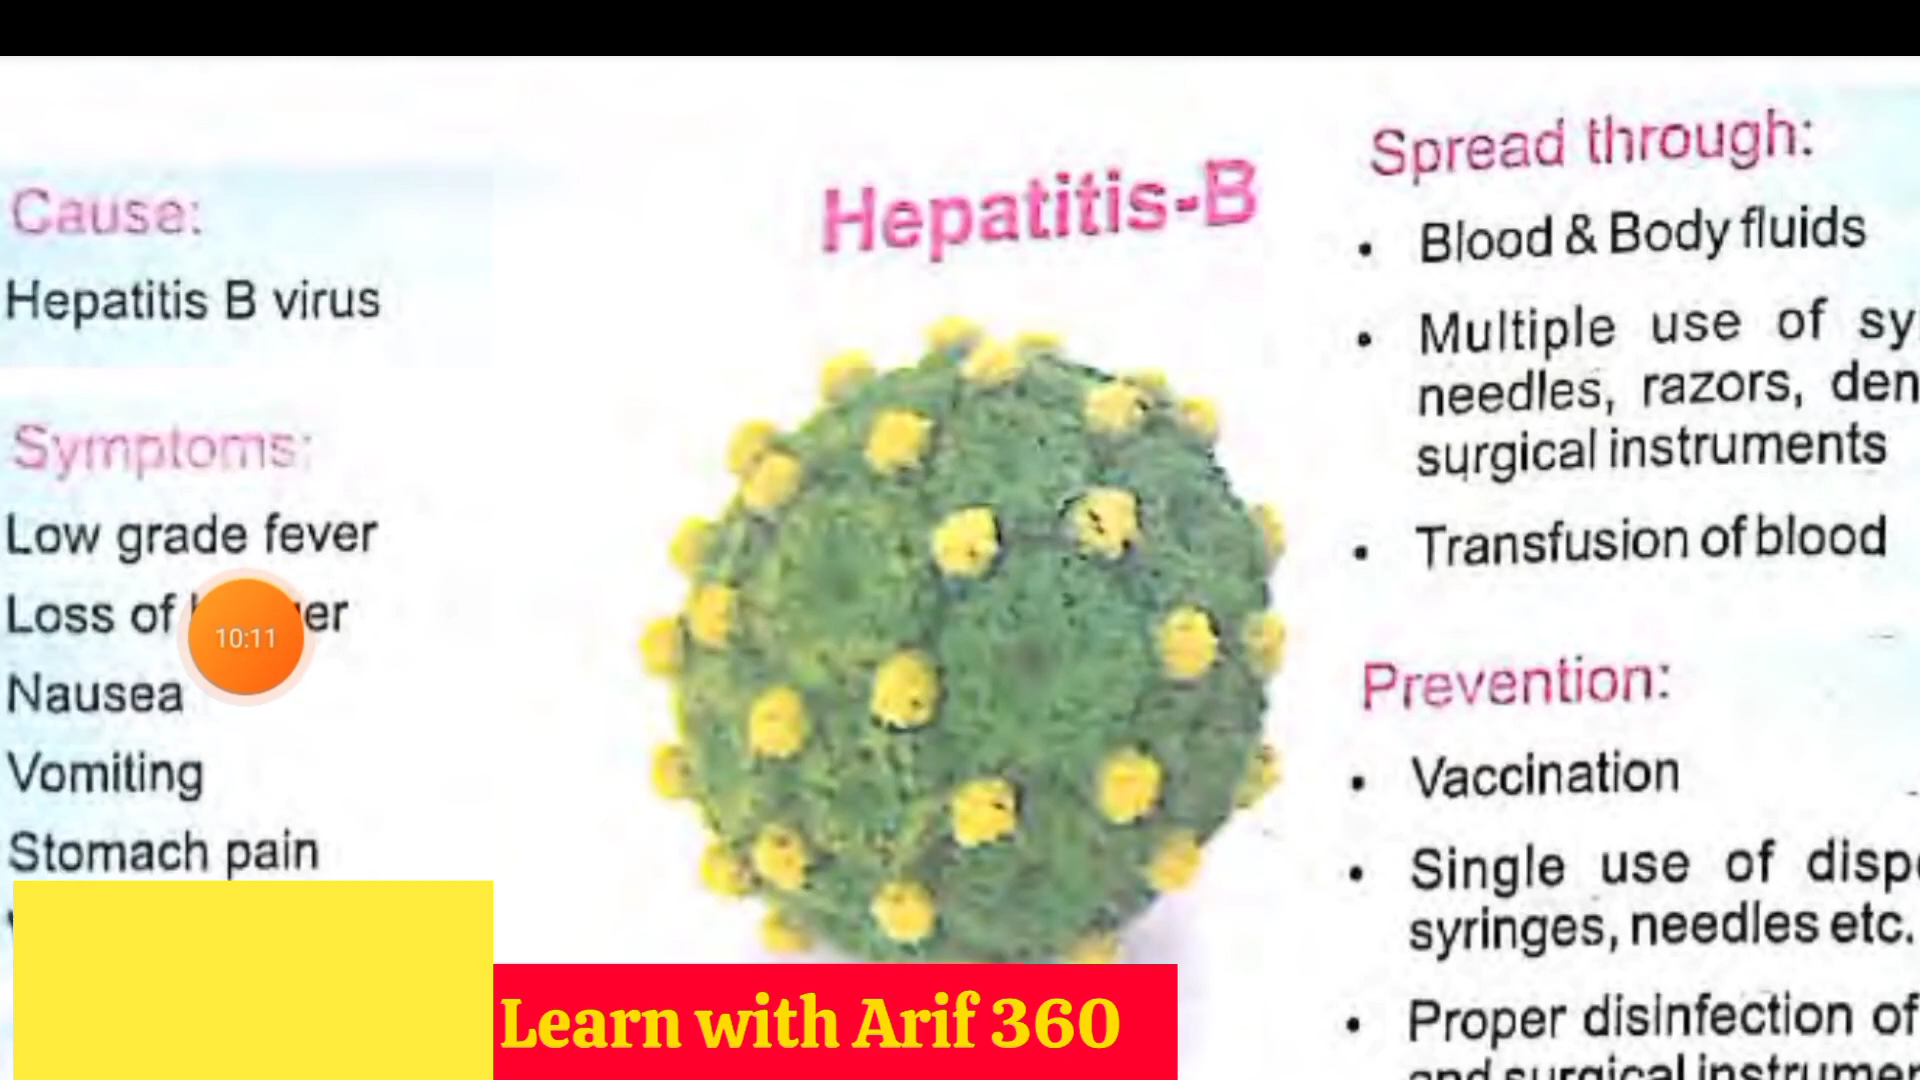 Cause:
Hepatitis B virus
Symptoms:
Low grade fever
Loss of
Nausea
Vomiting
Stomach pain
Hepatitis-B
Spread through:
• Blood & Body fluids
• Multiple use of
needles, razors,
surgical instruments
• Transfusion of blood
Prevention:
• Vaccination
• Single use of
syringes, needles etc.
• Proper disinfection of
and surgical
10:11
Learn with Arif 360